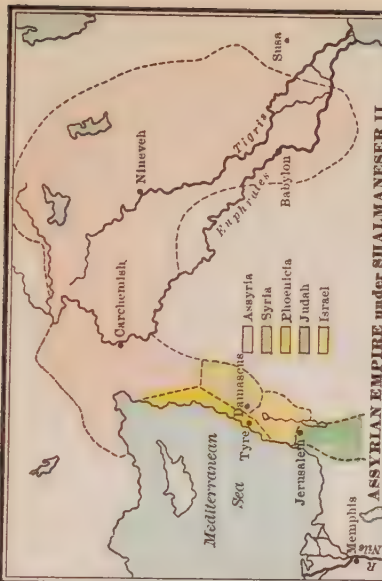 Susa
Nineveh
Tigris
Euphrates
Babylon
Carchemish
Assyria
Syria
Phoenicia
Judah
Israel
Mediterranean
Sea
Damascus
Tyre
Jerusalem
Memphis
R
Nile
ASSYRIAN EMPIRE under SHALMANESER II